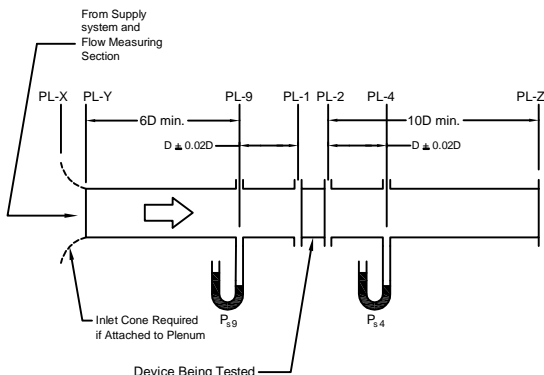 From Supply
system and
Flow Measuring
Section
PL-X PL-Y PL-9 PL-1 PL-2 PL-4 PL-Z
6D min. 10D min.
D ± 0.02D D ± 0.02D
Ps9 Ps4
Inlet Cone Required
if Attached to Plenum
Device Being Tested